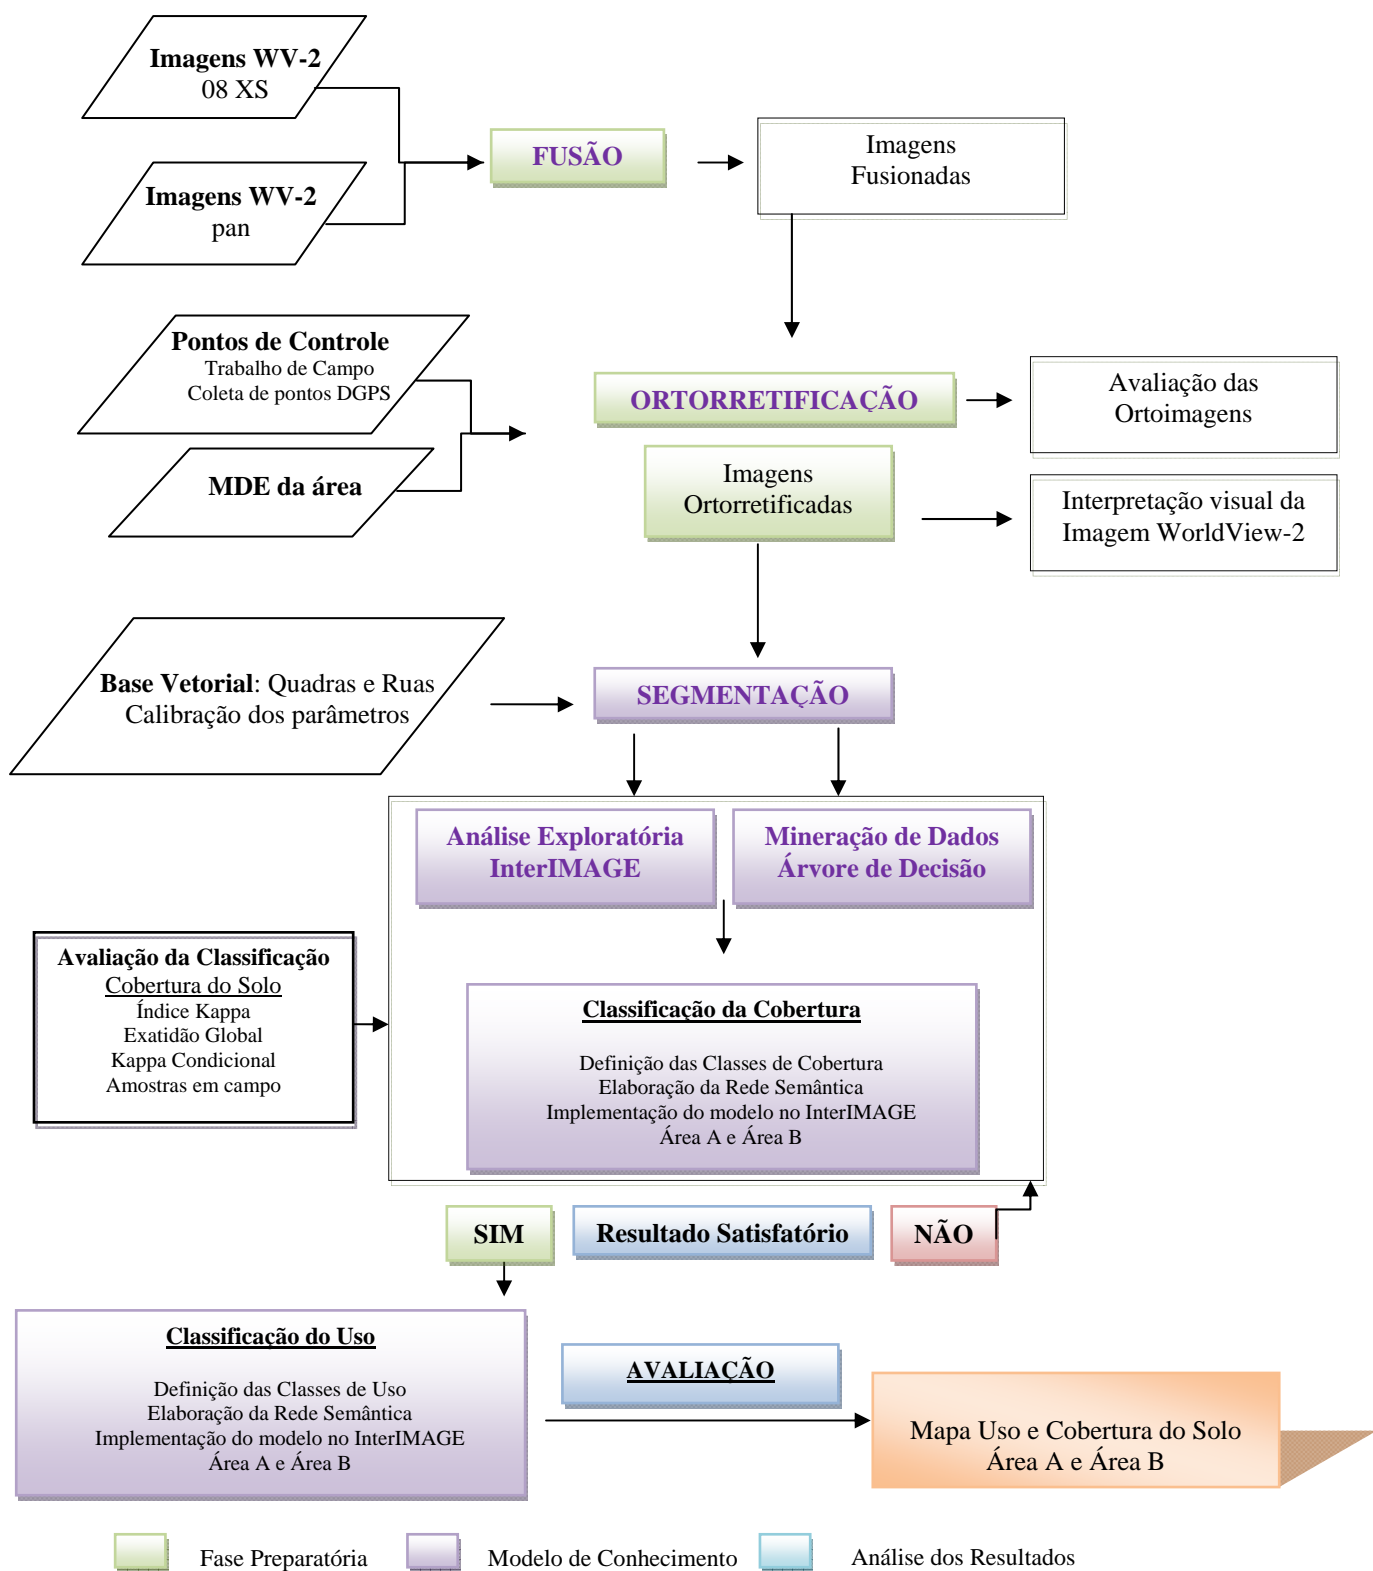 Imagens WV-2
08 XS
FUSÃO
Imagens
Fusionadas
Imagens WV-2
pan
Pontos de Controle
Trabalho de Campo
Coleta de pontos DGPS
ORTORRETIFICAÇÃO
Avaliação das
Ortoimagens
MDE da área
Imagens
Ortorretificadas
Interpretação visual da
Imagem WorldView-2
Base Vetorial: Quadras e Ruas
Calibração dos parâmetros
SEGMENTAÇÃO
Análise Exploratória
InterIMAGE
Mineração de Dados
Árvore de Decisão
Avaliação da Classificação
Cobertura do Solo
Índice Kappa
Exatidão Global
Kappa Condicional
Amostras em campo
Classificação da Cobertura
Definição das Classes de Cobertura
Elaboração da Rede Semântica
Implementação do modelo no InterIMAGE
Área A e Área B
SIM
Resultado Satisfatório
NÃO
Classificação do Uso
Definição das Classes de Uso
Elaboração da Rede Semântica
Implementação do modelo no InterIMAGE
Área A e Área B
AVALIAÇÃO
Mapa Uso e Cobertura do Solo
Área A e Área B
Fase Preparatória
Modelo de Conhecimento
Análise dos Resultados